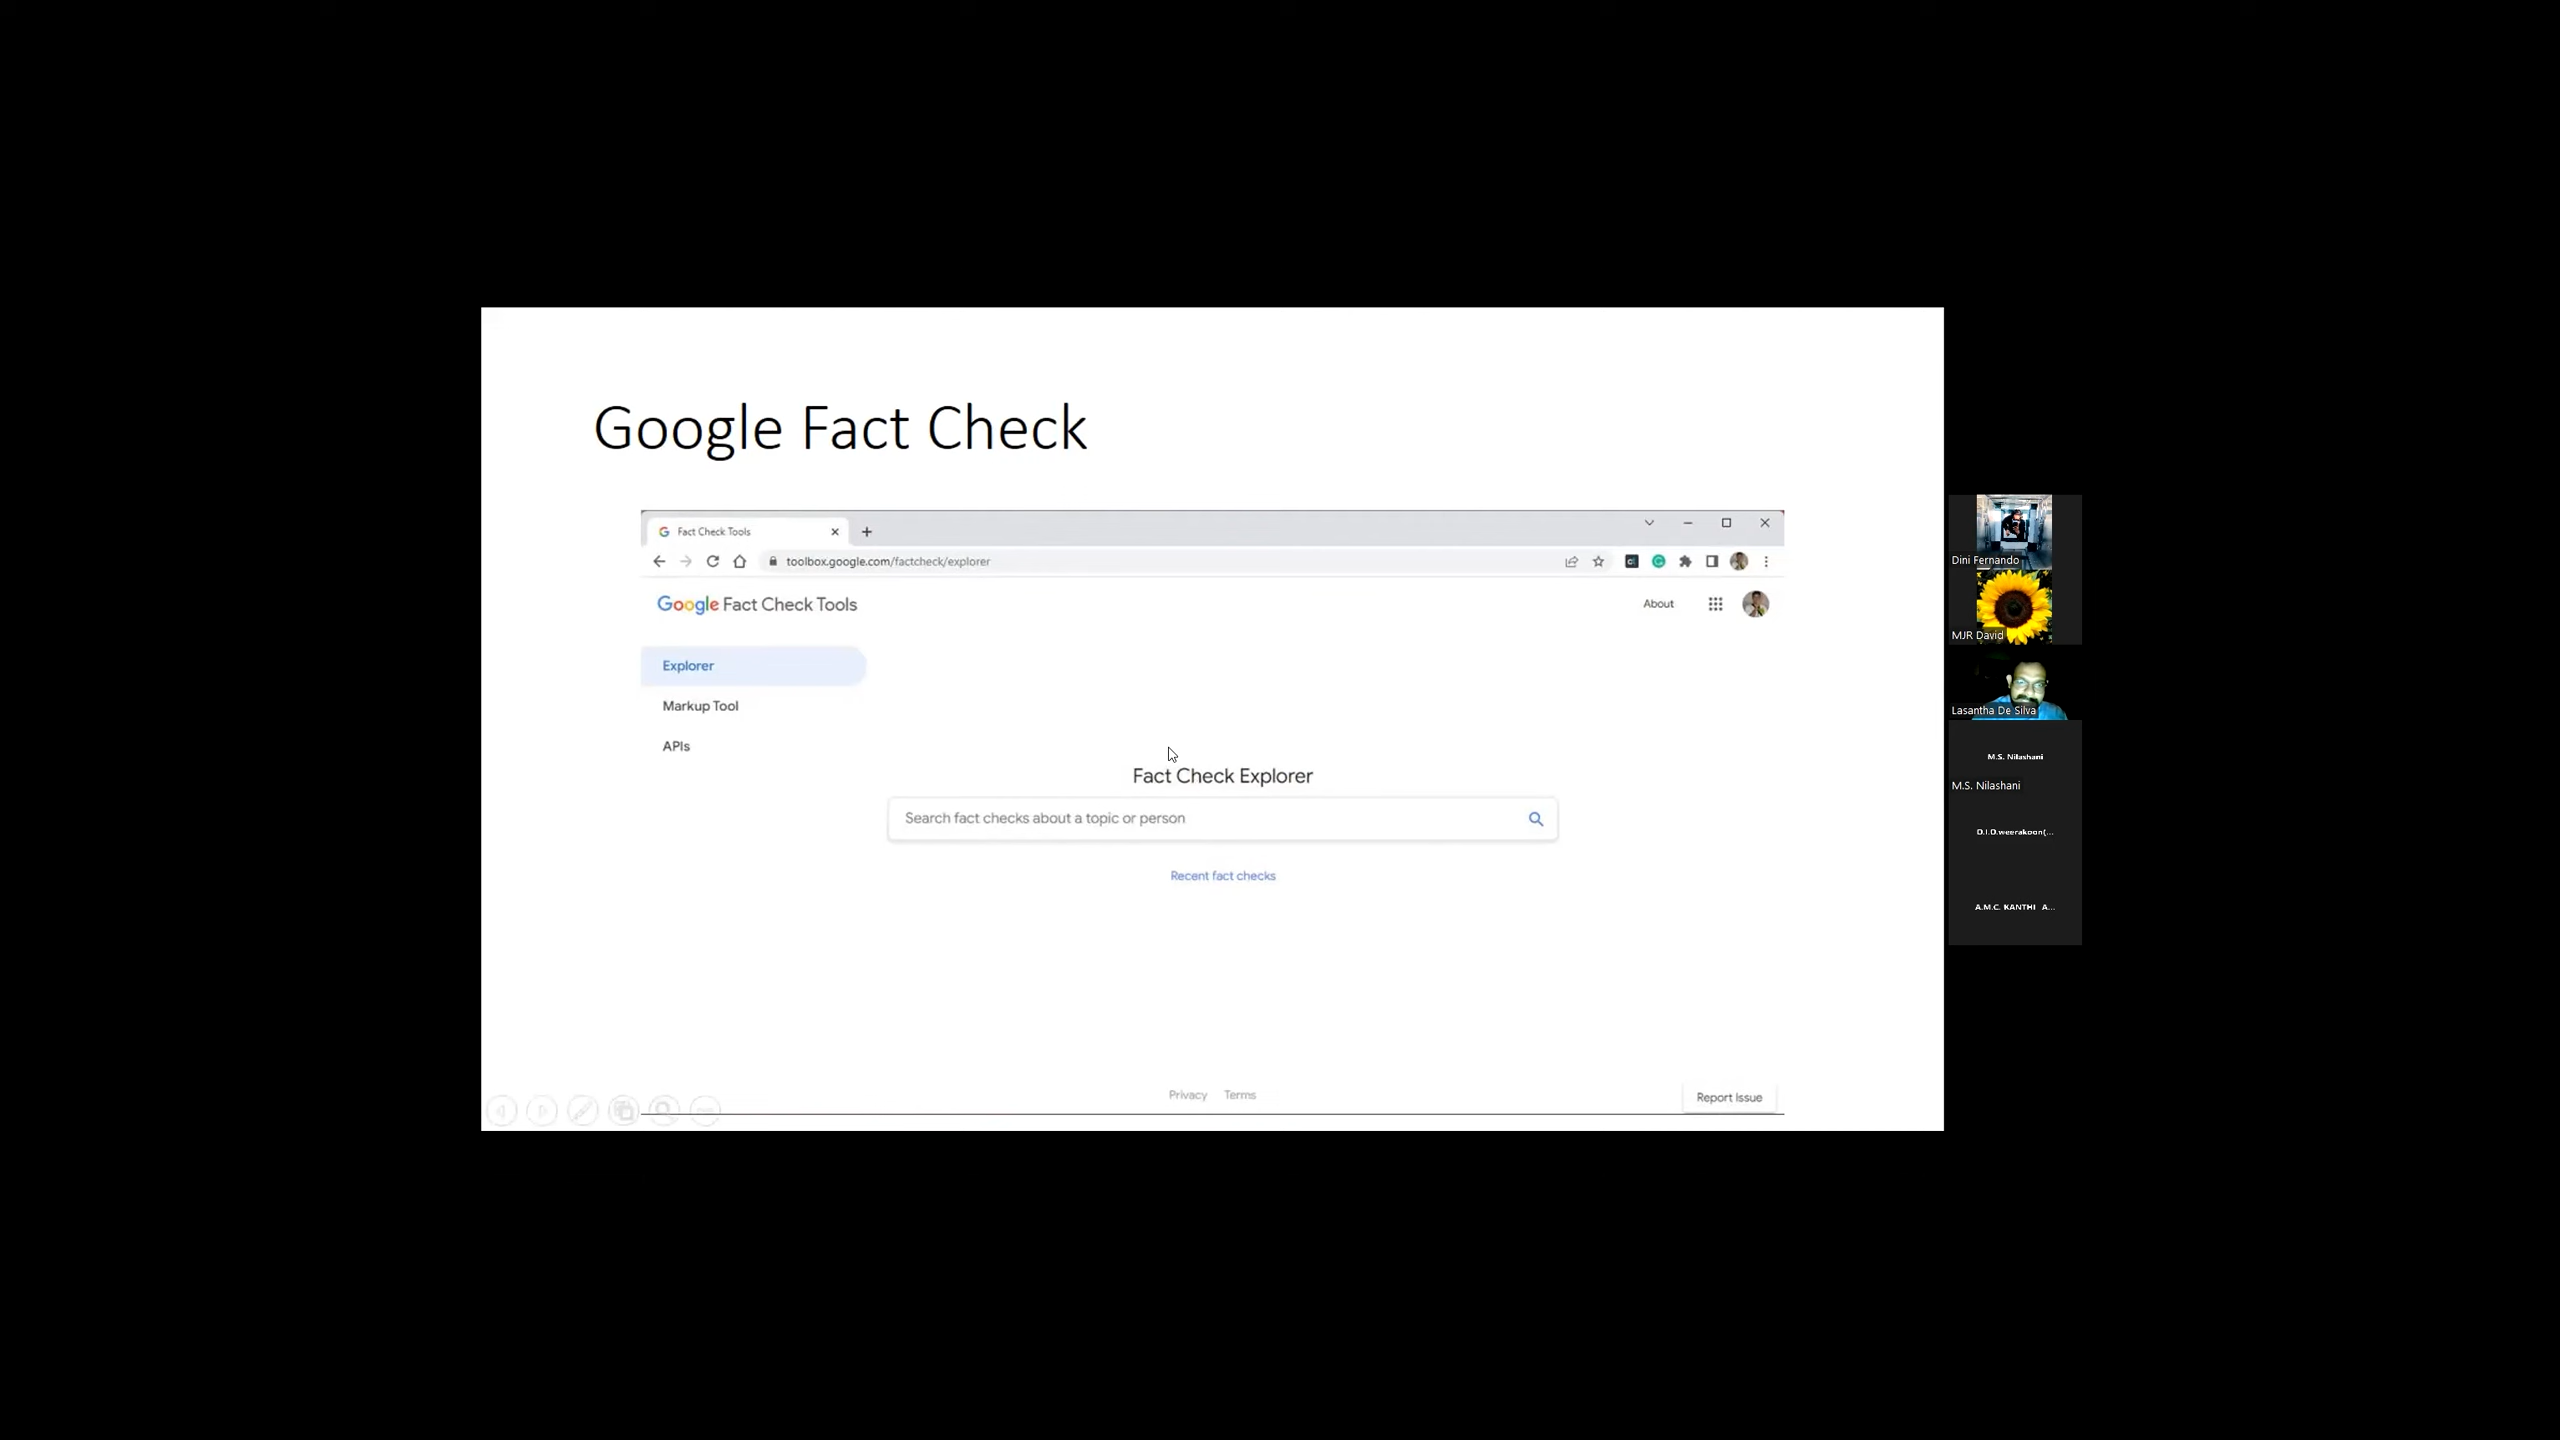 Google Fact Check
Fact Check Tools
toolbox.google.com/factcheck/explorer
Google Fact Check Tools
About
Explorer
Markup Tool
APIs
Fact Check Explorer
Search fact checks about a topic or person
Recent fact checks
Privacy Terms
Report Issue
Dini Fernando
MJR David
Lasantha De Silva
M.S. Nilashani
M.S. Nilashani
D.I.D.weerakoon(...
A.M.C. KANTHI A...